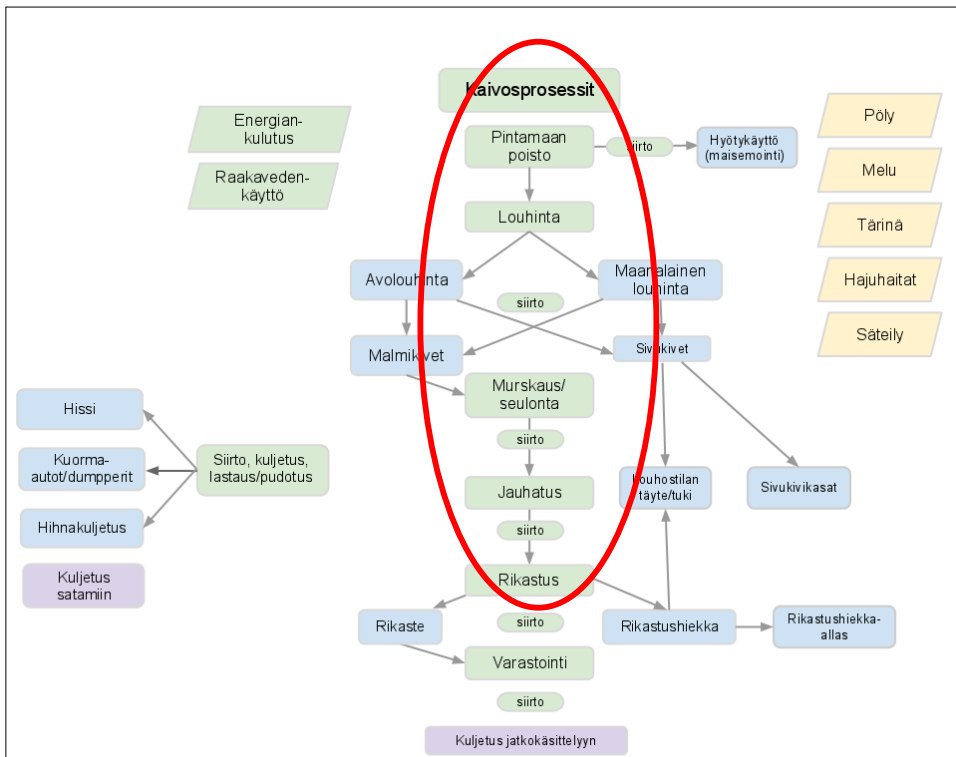 Kaivosprosessit
Energian-
kulutus
Raakaveden-
käyttö
Pintamaan
poisto
siirto
Hyötykäyttö
(maisemointi)
Pöly
Melu
Tärinä
Hajuhaitat
Säteily
Louhinta
Avolouhinta
siirto
Maanalainen
louhinta
Malmikivet
Sivukivet
Murskaus/
seulonta
siirto
Hissi
Kuorma-
autot/dumpperit
Hihnakuljetus
Siirto, kuljetus,
lastaus/pudotus
Kuljetus
satamiin
Jauhatus
siirto
Louhostilan
täyte/tuki
Sivukivikasat
Rikastus
Rikaste
siirto
Rikastushiekka
Rikastushiekka-
allas
Varastointi
siirto
Kuljetus jatkokäsittelyyn